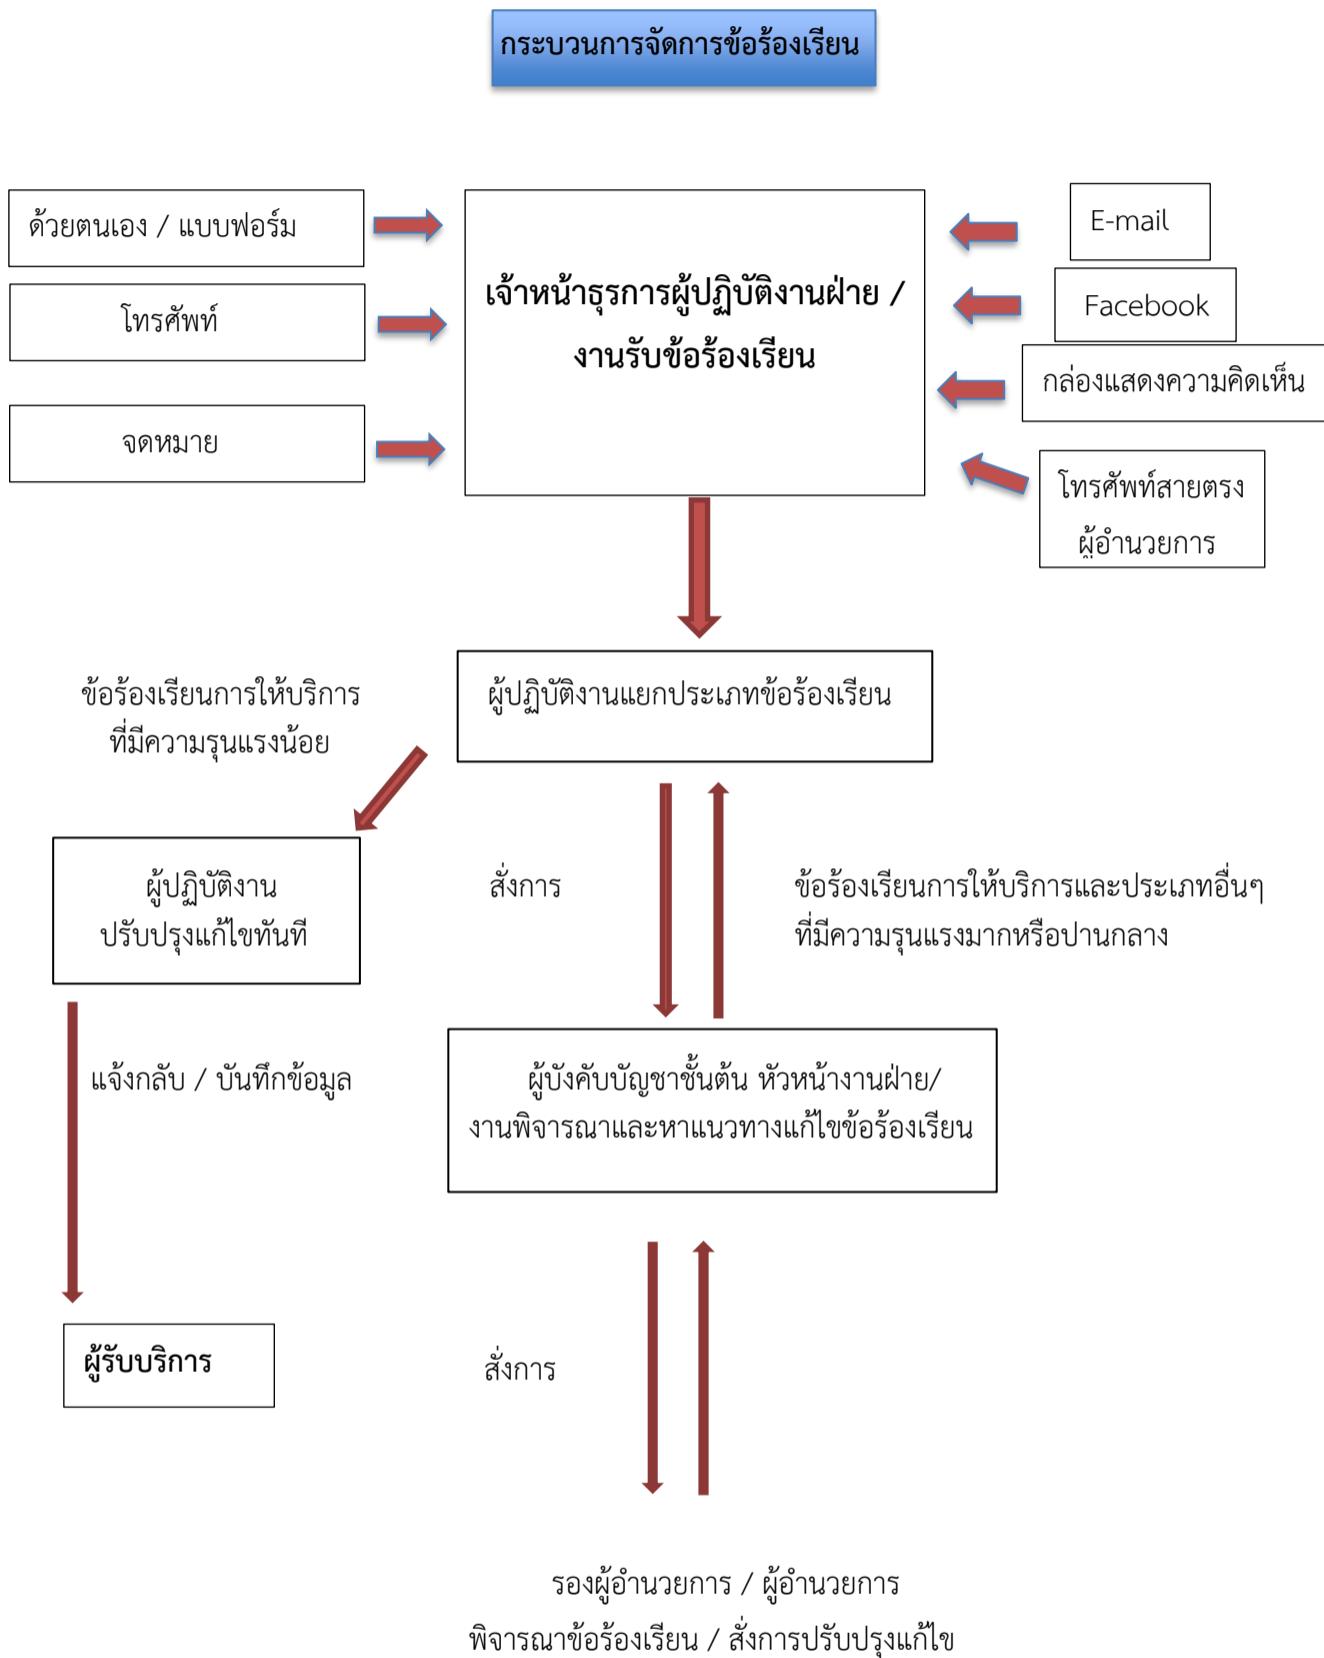 กระบวนการจัดการข้อร้องเรียน
ด้วยตนเอง / แบบฟอร์ม
โทรศัพท์
จดหมาย
เจ้าหน้าธุรการผู้ปฏิบัติงานฝ่าย /
งานรับข้อร้องเรียน
E-mail
Facebook
กล่องแสดงความคิดเห็น
โทรศัพท์สายตรง
ผู้อำนวยการ
ผู้ปฏิบัติงานแยกประเภทข้อร้องเรียน
ข้อร้องเรียนการให้บริการ
ที่มีความรุนแรงน้อย
ผู้ปฏิบัติงาน
ปรับปรุงแก้ไขทันที
สั่งการ
ข้อร้องเรียนการให้บริการและประเภทอื่นๆ
ที่มีความรุนแรงมากหรือปานกลาง
แจ้งกลับ / บันทึกข้อมูล
ผู้บังคับบัญชาชั้นต้น หัวหน้างานฝ่าย/
งานพิจารณาและหาแนวทางแก้ไขข้อร้องเรียน
ผู้รับบริการ
สั่งการ
รองผู้อำนวยการ / ผู้อำนวยการ
พิจารณาข้อร้องเรียน / สั่งการปรับปรุงแก้ไข